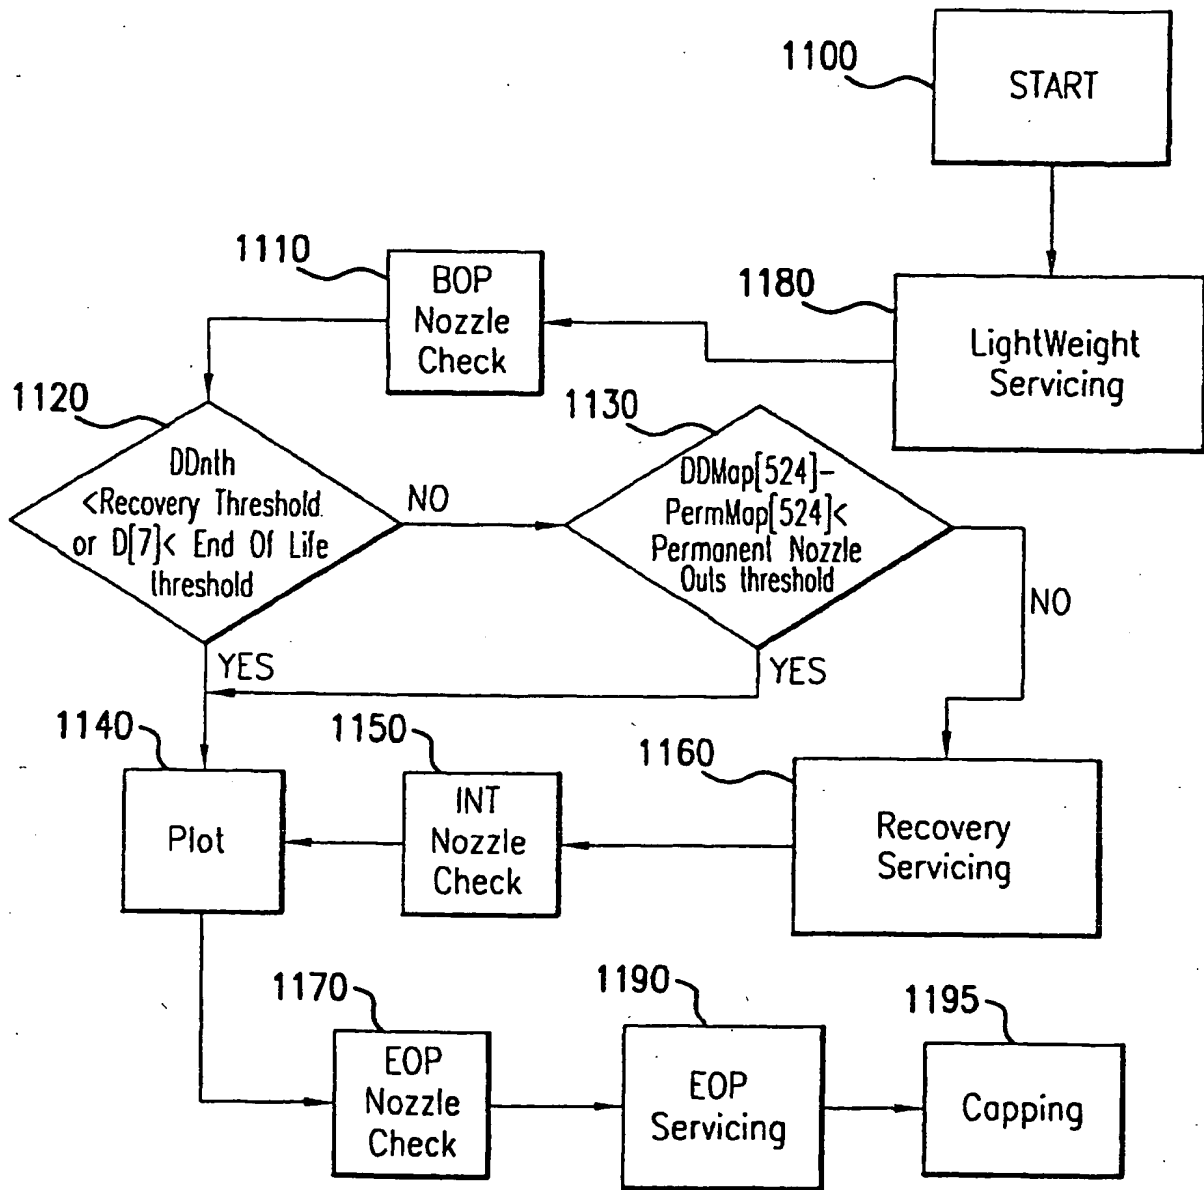 1100
START
1110
BOP
Nozzle
Check
1180
LightWeight
Servicing
1120
DDnth
<Recovery Threshold.
or D[7]< End Of Life
threshold
NO
YES
1130
DDMap[524]-
PermMap[524]<
Permanent Nozzle
Outs threshold
NO
YES
1140
Plot
1150
INT
Nozzle
Check
1160
Recovery
Servicing
1170
EOP
Nozzle
Check
1190
EOP
Servicing
1195
Capping